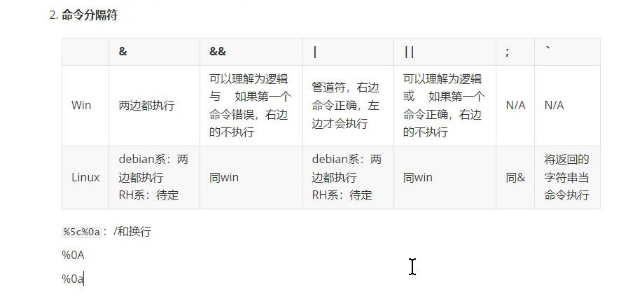 2. 命令分隔符
& && | || ; `
Win 两边都执行 可以理解为逻辑与 如果第一个命令错误，右边的不执行 管道符，右边命令正确，左边才会执行 可以理解为逻辑或 如果第一个命令正确，右边的不执行 N/A N/A
Linux debian系：两边都执行 RH系：待定 同win debian系：两边都执行 RH系：待定 同win 同& 将返回的字符串当命令执行
%5c%0a：/和换行
%0A
%0a